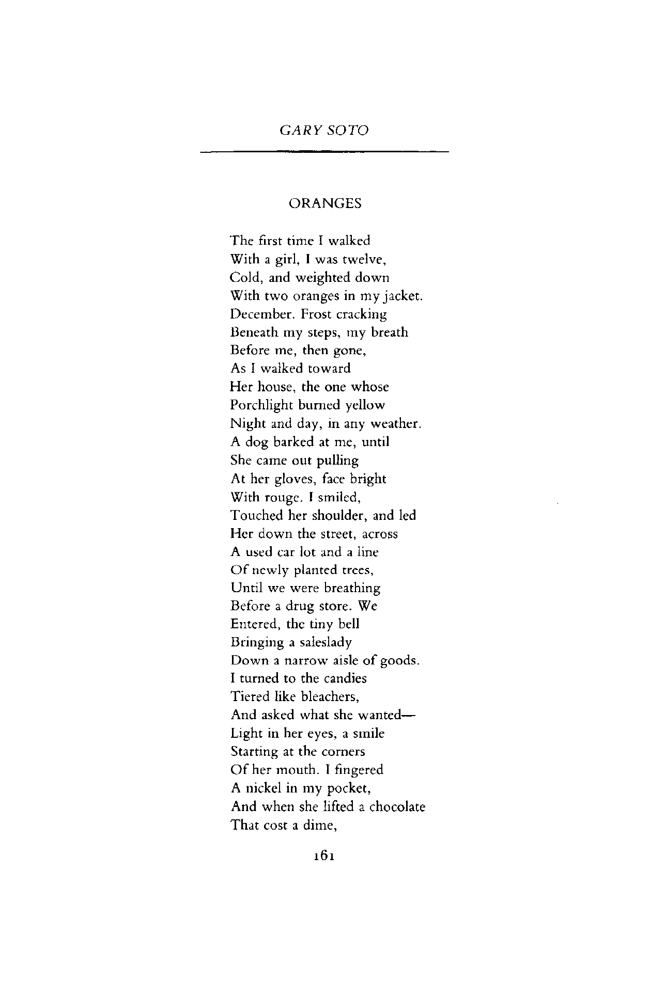 GARY SOTO
ORANGES
The first time I walked
With a girl, I was twelve,
Cold, and weighted down
With two oranges in my jacket.
December. Frost cracking
Beneath my steps, my breath
Before me, then gone,
As I walked toward
Her house, the one whose
Porchlight burned yellow
Night and day, in any weather.
A dog barked at me, until
She came out pulling
At her gloves, face bright
With rouge. I smiled,
Touched her shoulder, and led
Her down the street, across
A used car lot and a line
Of newly planted trees,
Until we were breathing
Before a drug store. We
Entered, the tiny bell
Bringing a saleslady
Down a narrow aisle of goods.
I turned to the candies
Tiered like bleachers,
And asked what she wanted—
Light in her eyes, a smile
Starting at the corners
Of her mouth. I fingered
A nickel in my pocket,
And when she lifted a chocolate
That cost a dime,
161